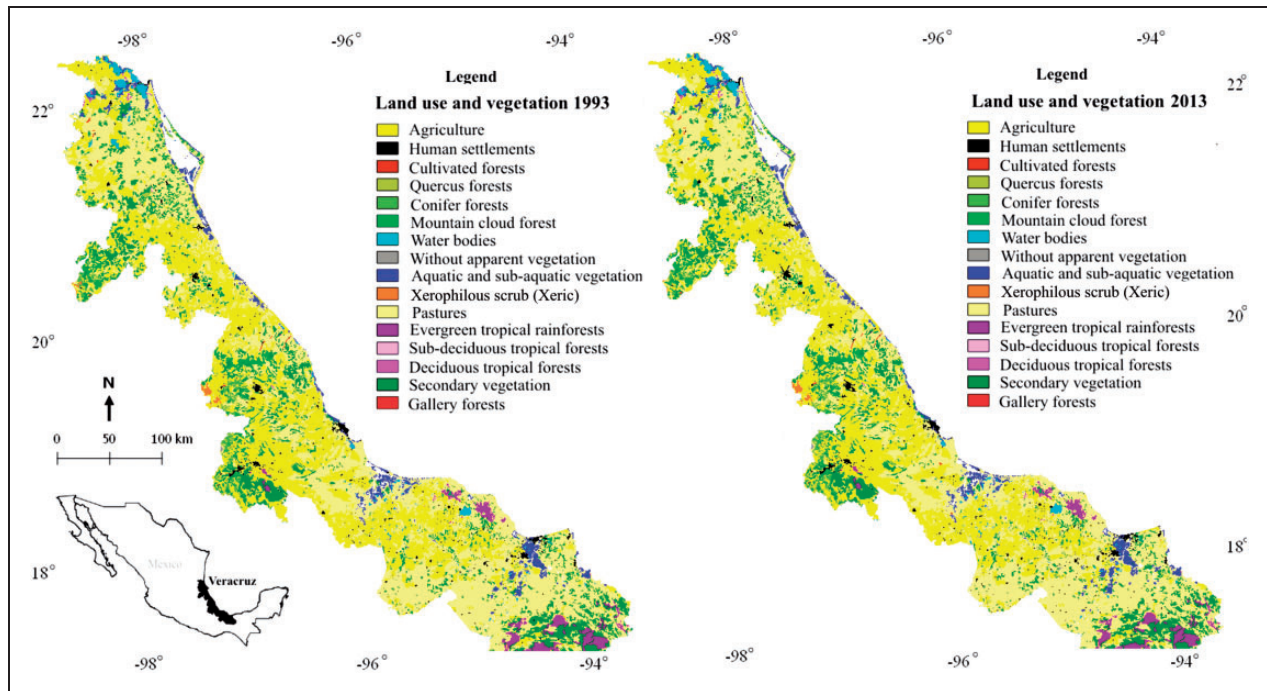 -98°
-96°
-94°
Legend
Land use and vegetation 1993
Agriculture
Human settlements
Cultivated forests
Quercus forests
Conifer forests
Mountain cloud forest
Water bodies
Without apparent vegetation
Aquatic and sub-aquatic vegetation
Xerophilous scrub (Xeric)
Pastures
Evergreen tropical rainforests
Sub-deciduous tropical forests
Deciduous tropical forests
Secondary vegetation
Gallery forests
22°
20°
18°
N
0 50 100 km
Mexico
Veracruz
-98°
-96°
-94°
-98°
-96°
-94°
Legend
Land use and vegetation 2013
Agriculture
Human settlements
Cultivated forests
Quercus forests
Conifer forests
Mountain cloud forest
Water bodies
Without apparent vegetation
Aquatic and sub-aquatic vegetation
Xerophilous scrub (Xeric)
Pastures
Evergreen tropical rainforests
Sub-deciduous tropical forests
Deciduous tropical forests
Secondary vegetation
Gallery forests
22°
20°
18°
-98°
-96°
-94°